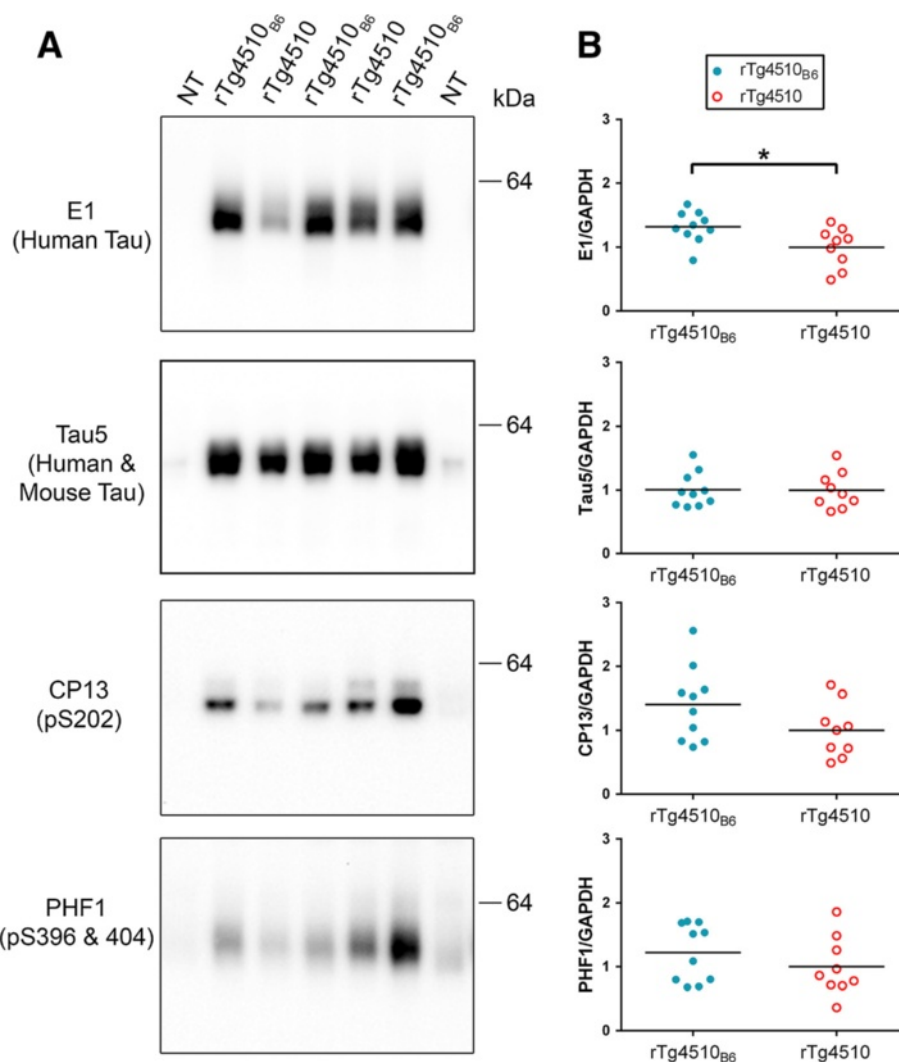 A
NT
rTg4510B6
rTg4510
rTg4510B6
rTg4510
rTg4510B6
NT
kDa
E1
(Human Tau)
64
Tau5
(Human &
Mouse Tau)
64
CP13
(pS202)
64
PHF1
(pS396 & 404)
64
B
rTg4510B6
rTg4510
E1/GAPDH
3
2
1
0
*
rTg4510B6 rTg4510
Tau5/GAPDH
3
2
1
0
rTg4510B6 rTg4510
CP13/GAPDH
3
2
1
0
rTg4510B6 rTg4510
PHF1/GAPDH
3
2
1
0
rTg4510B6 rTg4510